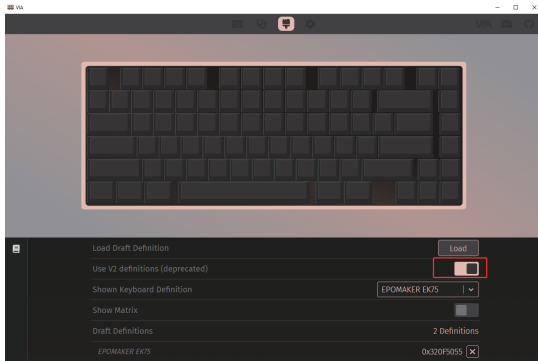 VIA
VIA
Load Draft Definition
Load
Use V2 definitions (deprecated)
Shown Keyboard Definition
EPOMAKER EK75
Show Matrix
Draft Definitions
2 Definitions
EPOMAKER EK75
0x320F5055